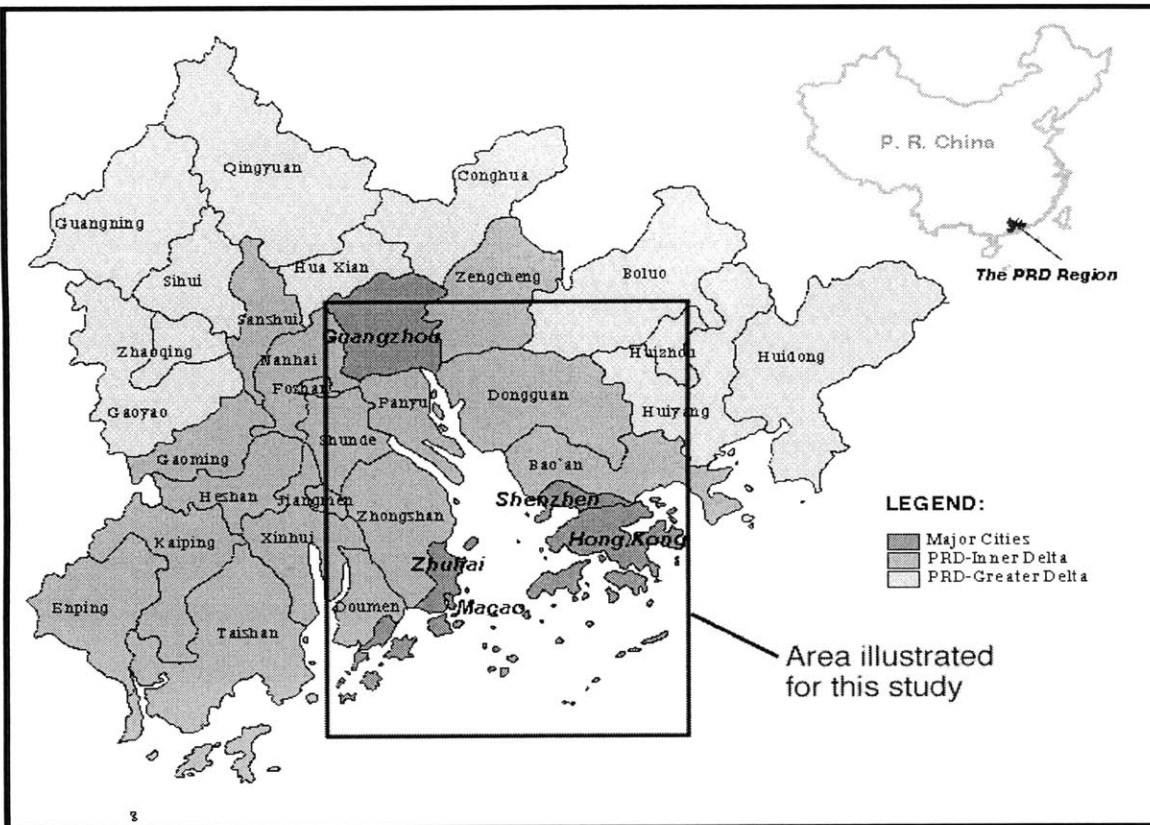 P. R. China
The PRD Region
Qingyuan
Conghua
Guangning
Hua Xian
Zengcheng
Boluo
Sihui
Sanshui
Guangzhou
Zhaoqing
Nanhai
Huizhou
Huidong
Foshan
Panyu
Dongguan
Gaoyao
Huiyang
Shunde
Gaoming
Bao'an
Heshan
Jiangmen
Shenzhen
Zhongshan
Hong Kong
Kaiping
Xinhui
Zhuhai
Enping
Doumen
Macao
Taishan
LEGEND:
Major Cities
PRD-Inner Delta
PRD-Greater Delta
Area illustrated
for this study